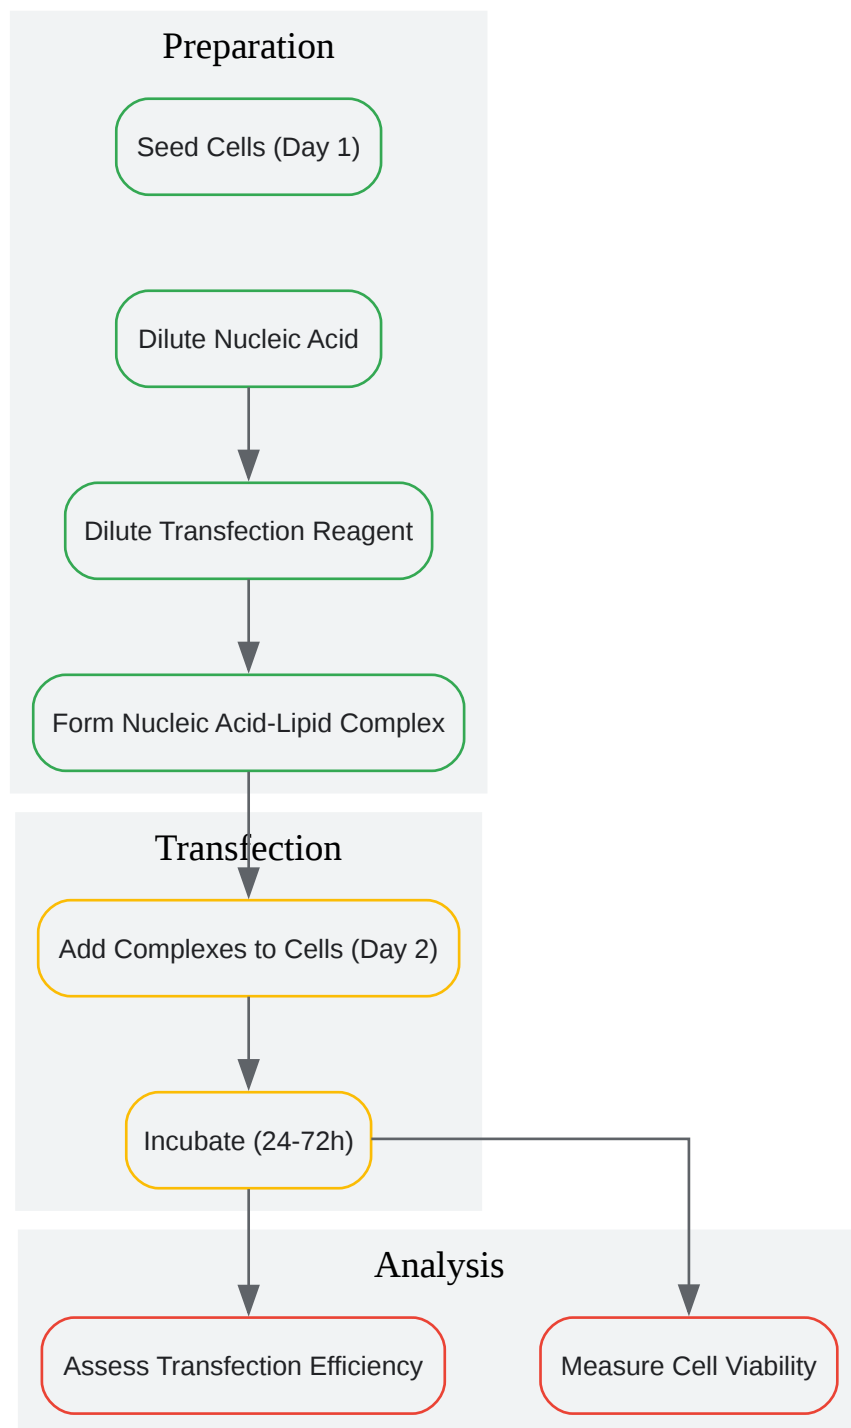 Preparation
Seed Cells (Day 1)
Dilute Nucleic Acid
Dilute Transfection Reagent
Form Nucleic Acid-Lipid Complex
Transfection
Add Complexes to Cells (Day 2)
Incubate (24-72h)
Analysis
Assess Transfection Efficiency
Measure Cell Viability